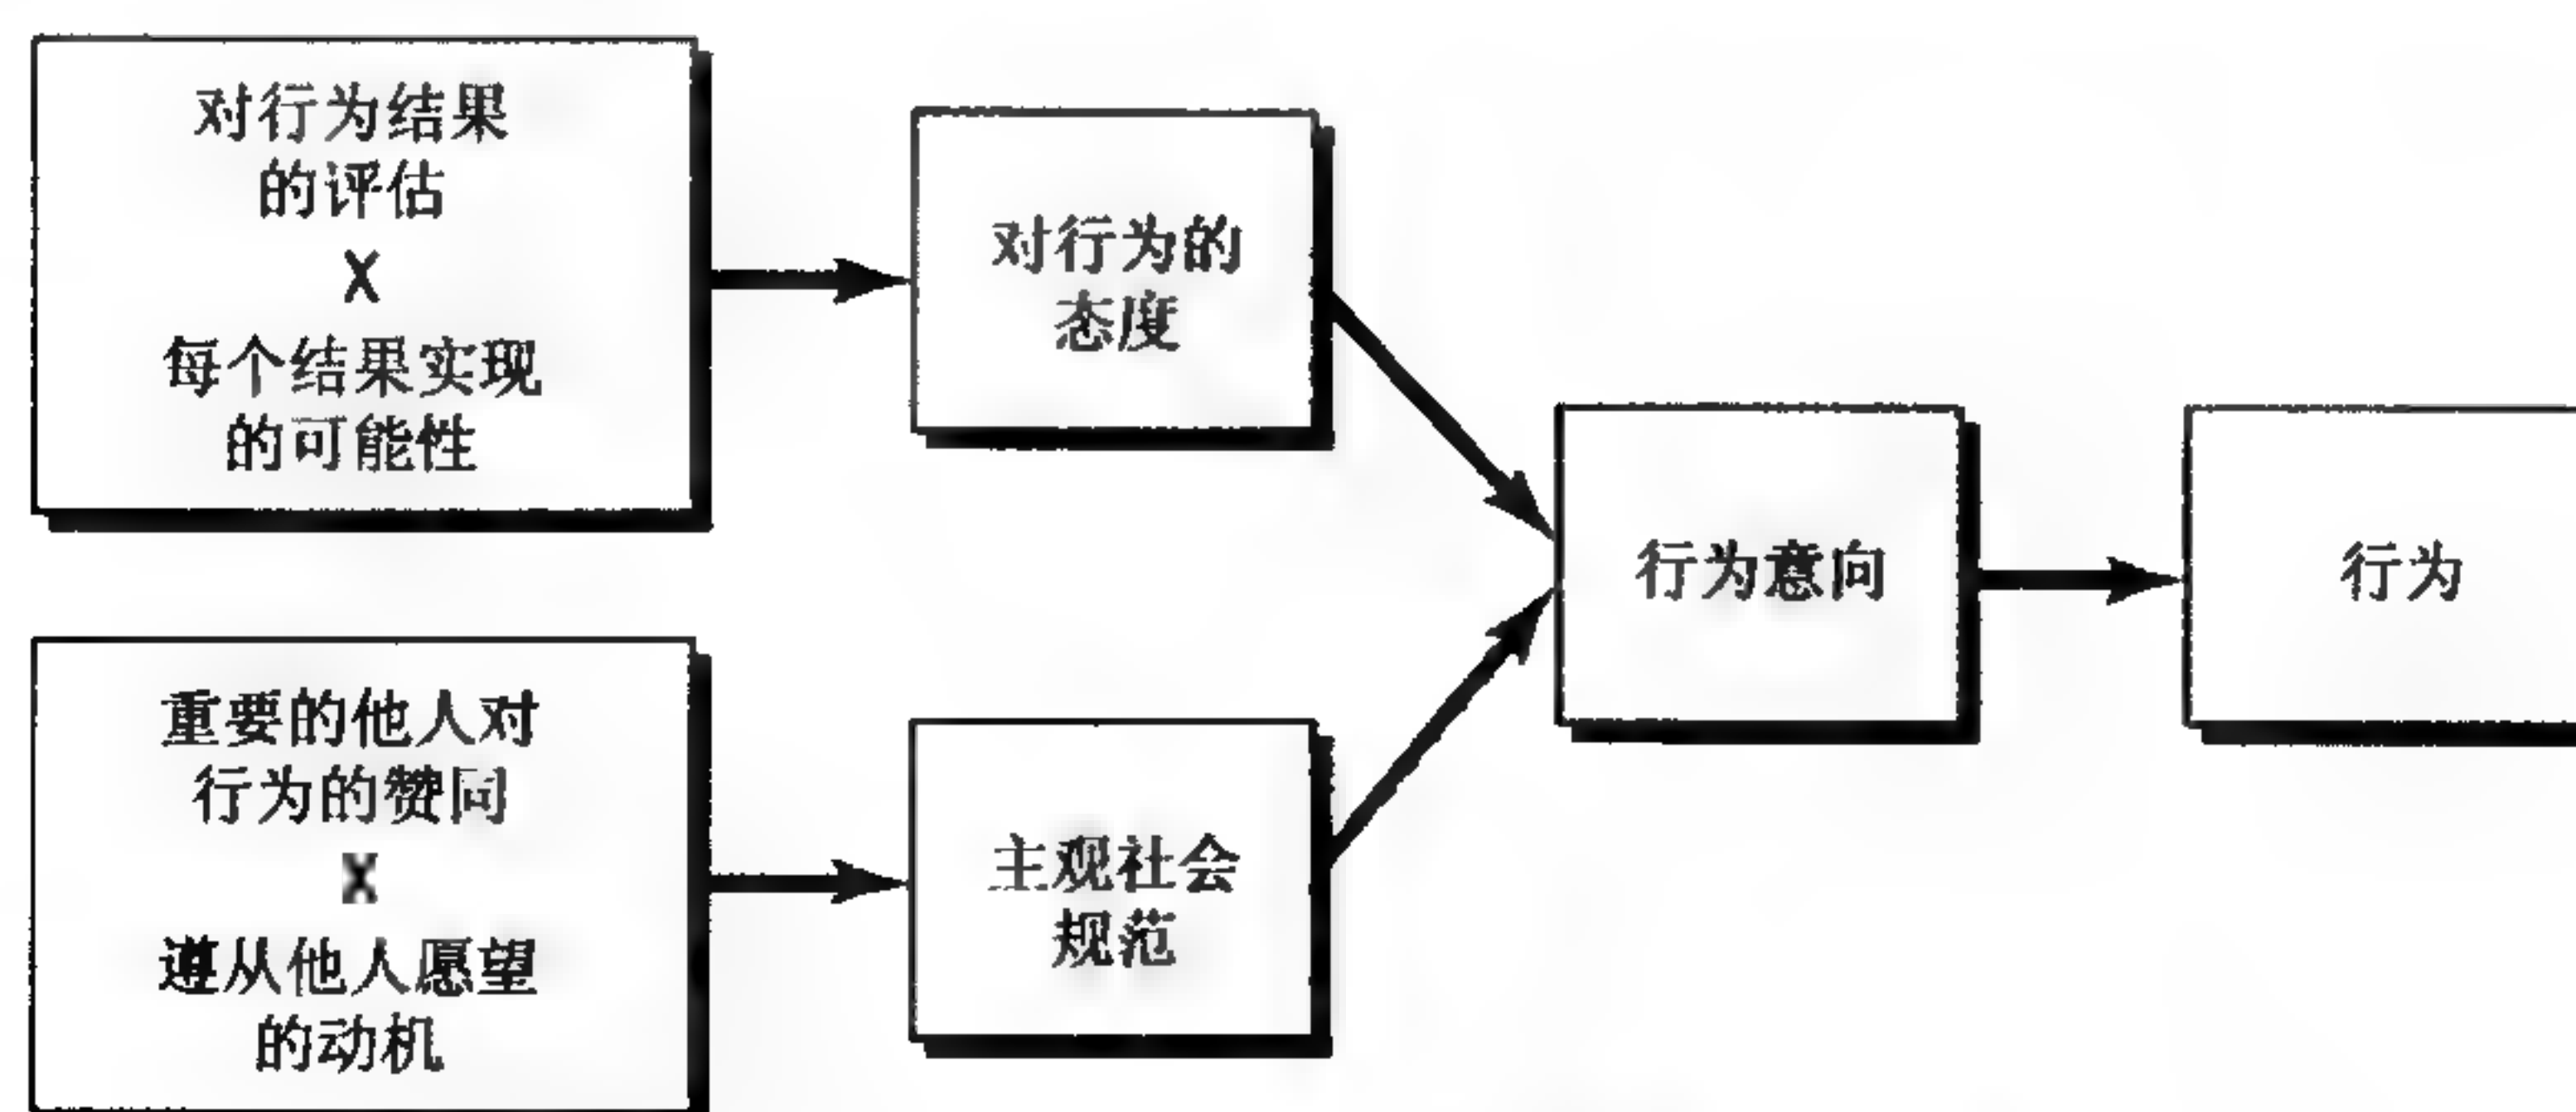 对行为结果
的评估
X
每个结果实现
的可能性
对行为的
态度
行为意向
行为
重要的他人对
行为的赞同
X
遵从他人愿望
的动机
主观社会
规范